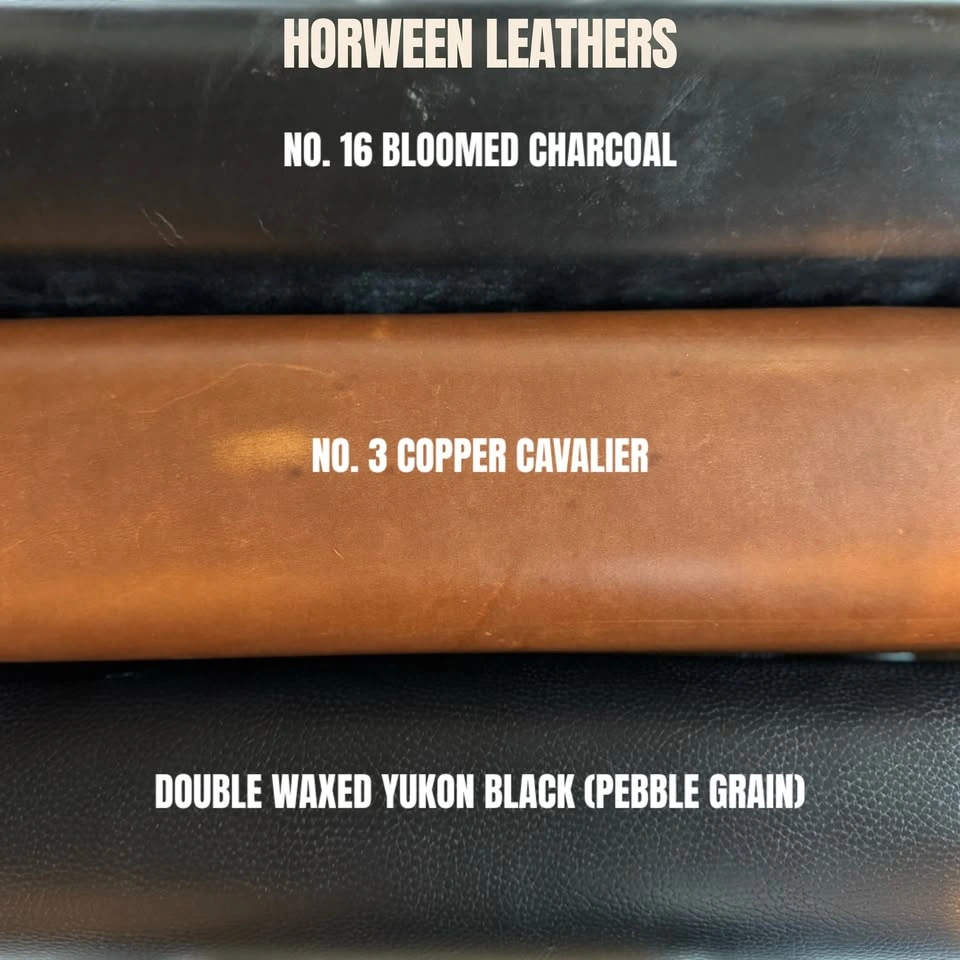 HORWEEN LEATHERS
NO. 16 BLOOMED CHARCOAL
NO. 3 COPPER CAVALIER
DOUBLE WAXED YUKON BLACK (PEBBLE GRAIN)